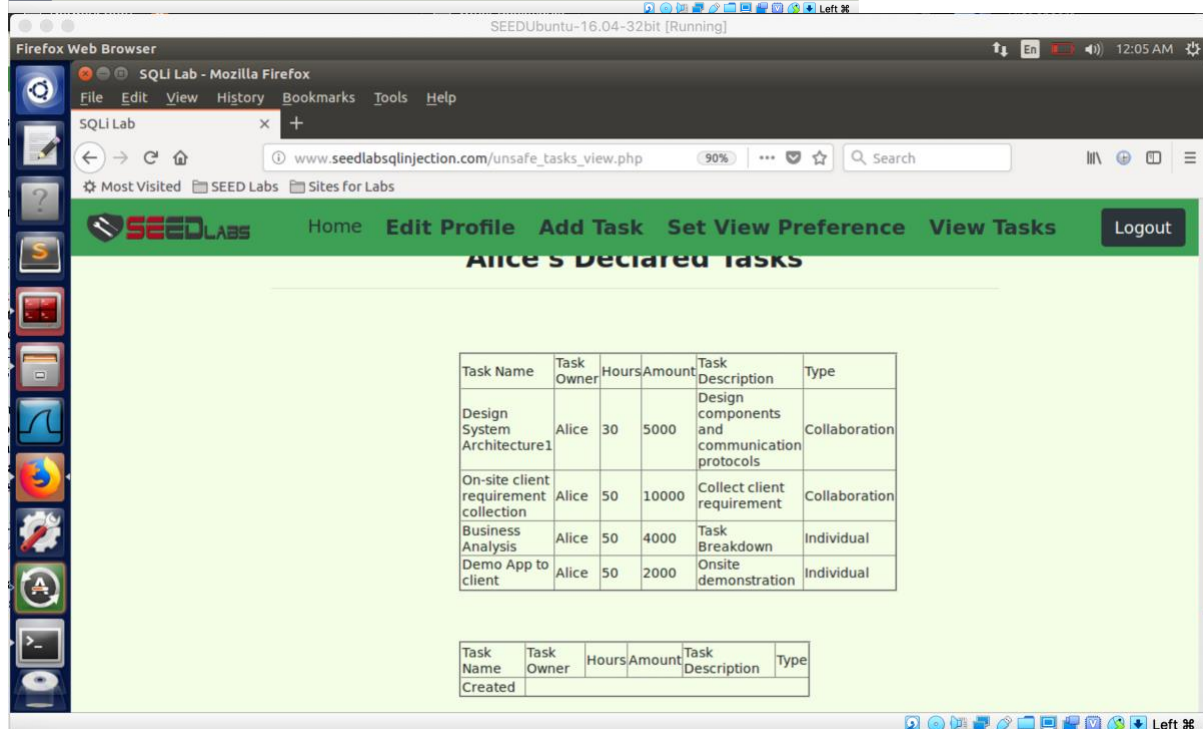 Left ⌘
SEEDUbuntu-16.04-32bit [Running]
Firefox Web Browser
En
12:05 AM
SQLi Lab - Mozilla Firefox
File Edit View History Bookmarks Tools Help
SQLi Lab
www.seedlabsqlinjection.com/unsafe_tasks_view.php 90% Search
Most Visited SEED Labs Sites for Labs
SEEDLABS Home Edit Profile Add Task Set View Preference View Tasks Logout
Alice's Declared Tasks
Task Name Task Owner Hours Amount Task Description Type
Design System Architecture1 Alice 30 5000 Design components and communication protocols Collaboration
On-site client requirement collection Alice 50 10000 Collect client requirement Collaboration
Business Analysis Alice 50 4000 Task Breakdown Individual
Demo App to client Alice 50 2000 Onsite demonstration Individual
Task Name Task Owner Hours Amount Task Description Type
Created
Left ⌘